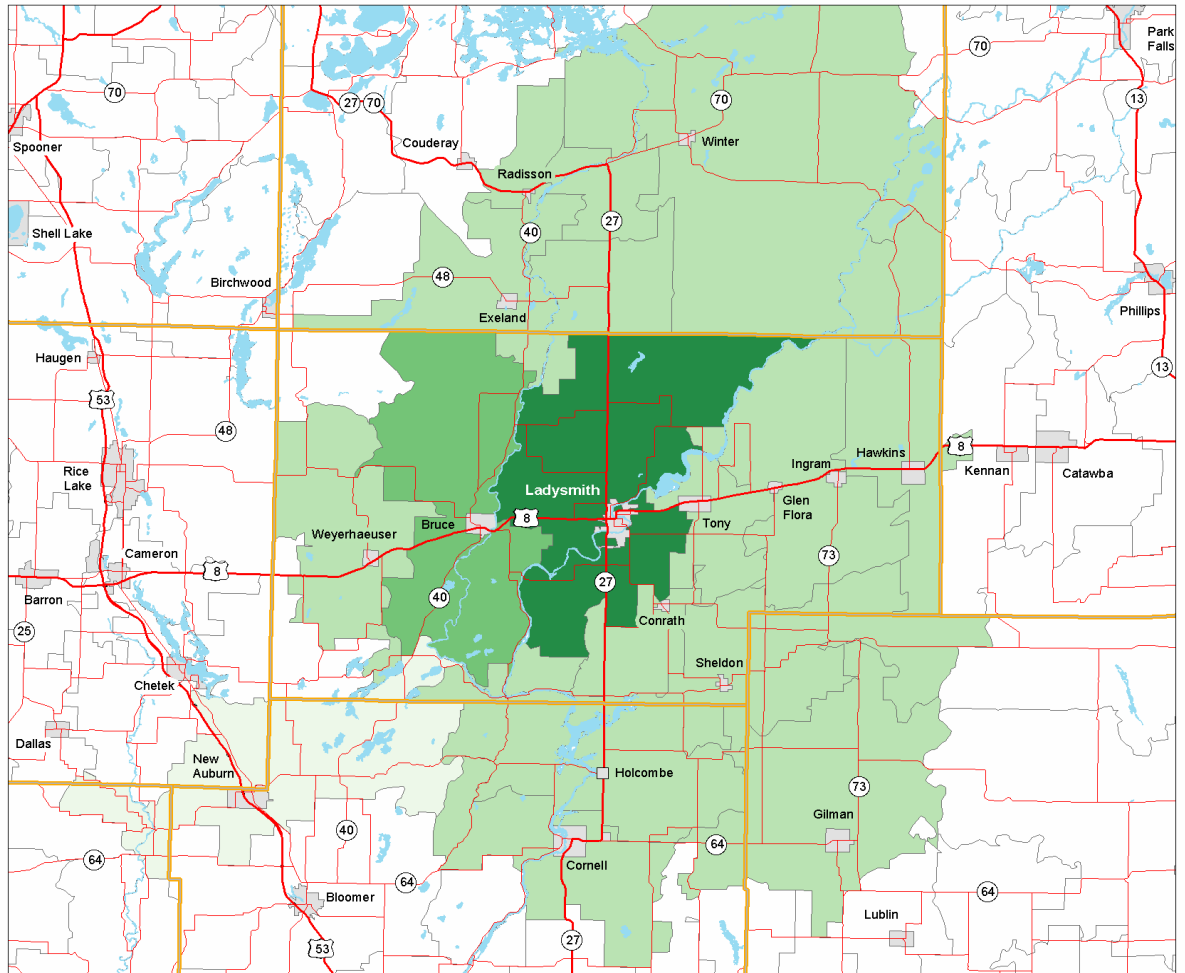 Park
Falls
70
70
27
70
70
13
Spooner
Couderay
Winter
Radisson
Shell Lake
40
27
48
Birchwood
Exeland
Phillips
Haugen
13
53
48
8
Hawkins
Kennan
Catawba
Ingram
Rice
Lake
Ladysmith
Glen
Flora
Bruce
8
Tony
Weyerhaeuser
Cameron
73
8
Barron
27
40
Conrath
25
Sheldon
Chetek
Dallas
New
Auburn
Holcombe
73
Gilman
40
64
64
Cornell
64
64
Bloomer
Lublin
27
53